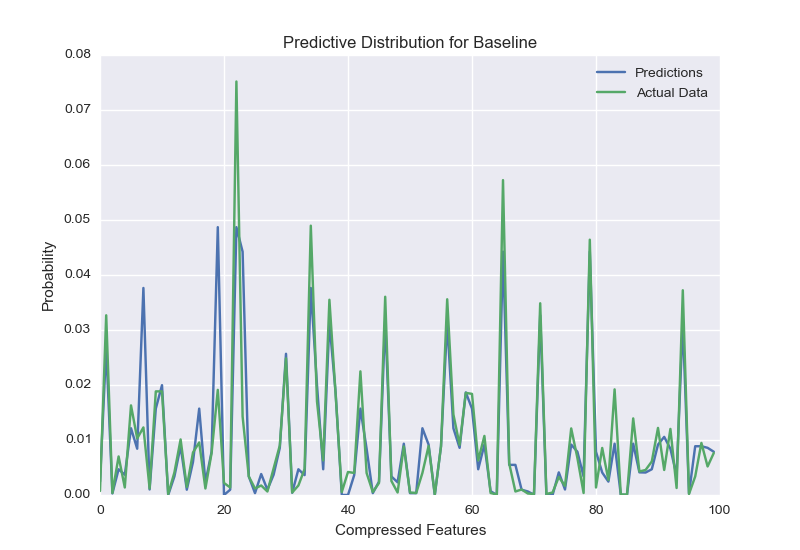 Predictive Distribution for Baseline
Predictions
Actual Data
Probability
0.08
0.07
0.06
0.05
0.04
0.03
0.02
0.01
0.00
0 20 40 60 80 100
Compressed Features